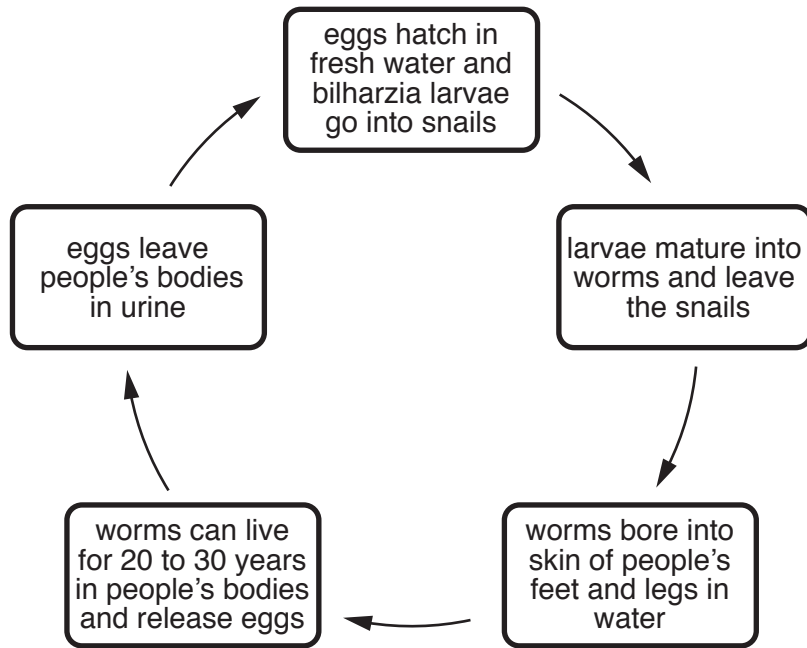 eggs hatch in
fresh water and
bilharzia larvae
go into snails
larvae mature into
worms and leave
the snails
worms bore into
skin of people's
feet and legs in
water
worms can live
for 20 to 30 years
in people's bodies
and release eggs
eggs leave
people's bodies
in urine